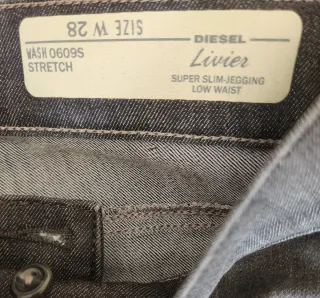 SIZE W 28
WASH 0609S
STRETCH
DIESEL
Livier
SUPER SLIM-JEGGING
LOW WAIST